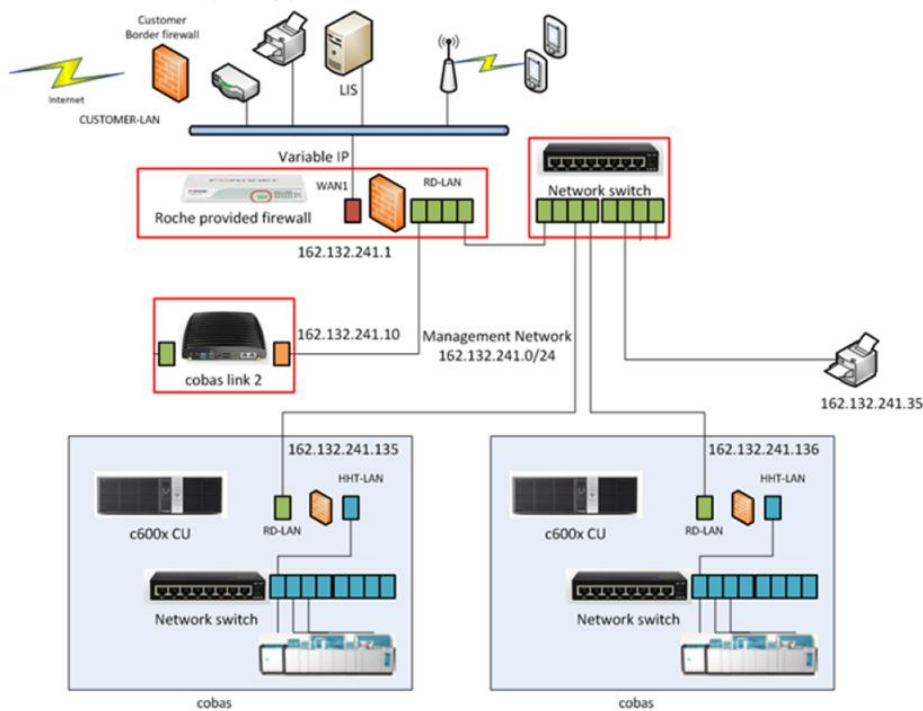 Customer
Border firewall
Internet
CUSTOMER-LAN
LIS
Variable IP
FORTINET
WAN1
RD-LAN
Roche provided firewall
162.132.241.1
Network switch
162.132.241.10
cobas link 2
Management Network
162.132.241.0/24
162.132.241.35
162.132.241.135
HHT-LAN
c600x CU
RD-LAN
Network switch
cobas
162.132.241.136
HHT-LAN
c600x CU
RD-LAN
Network switch
cobas